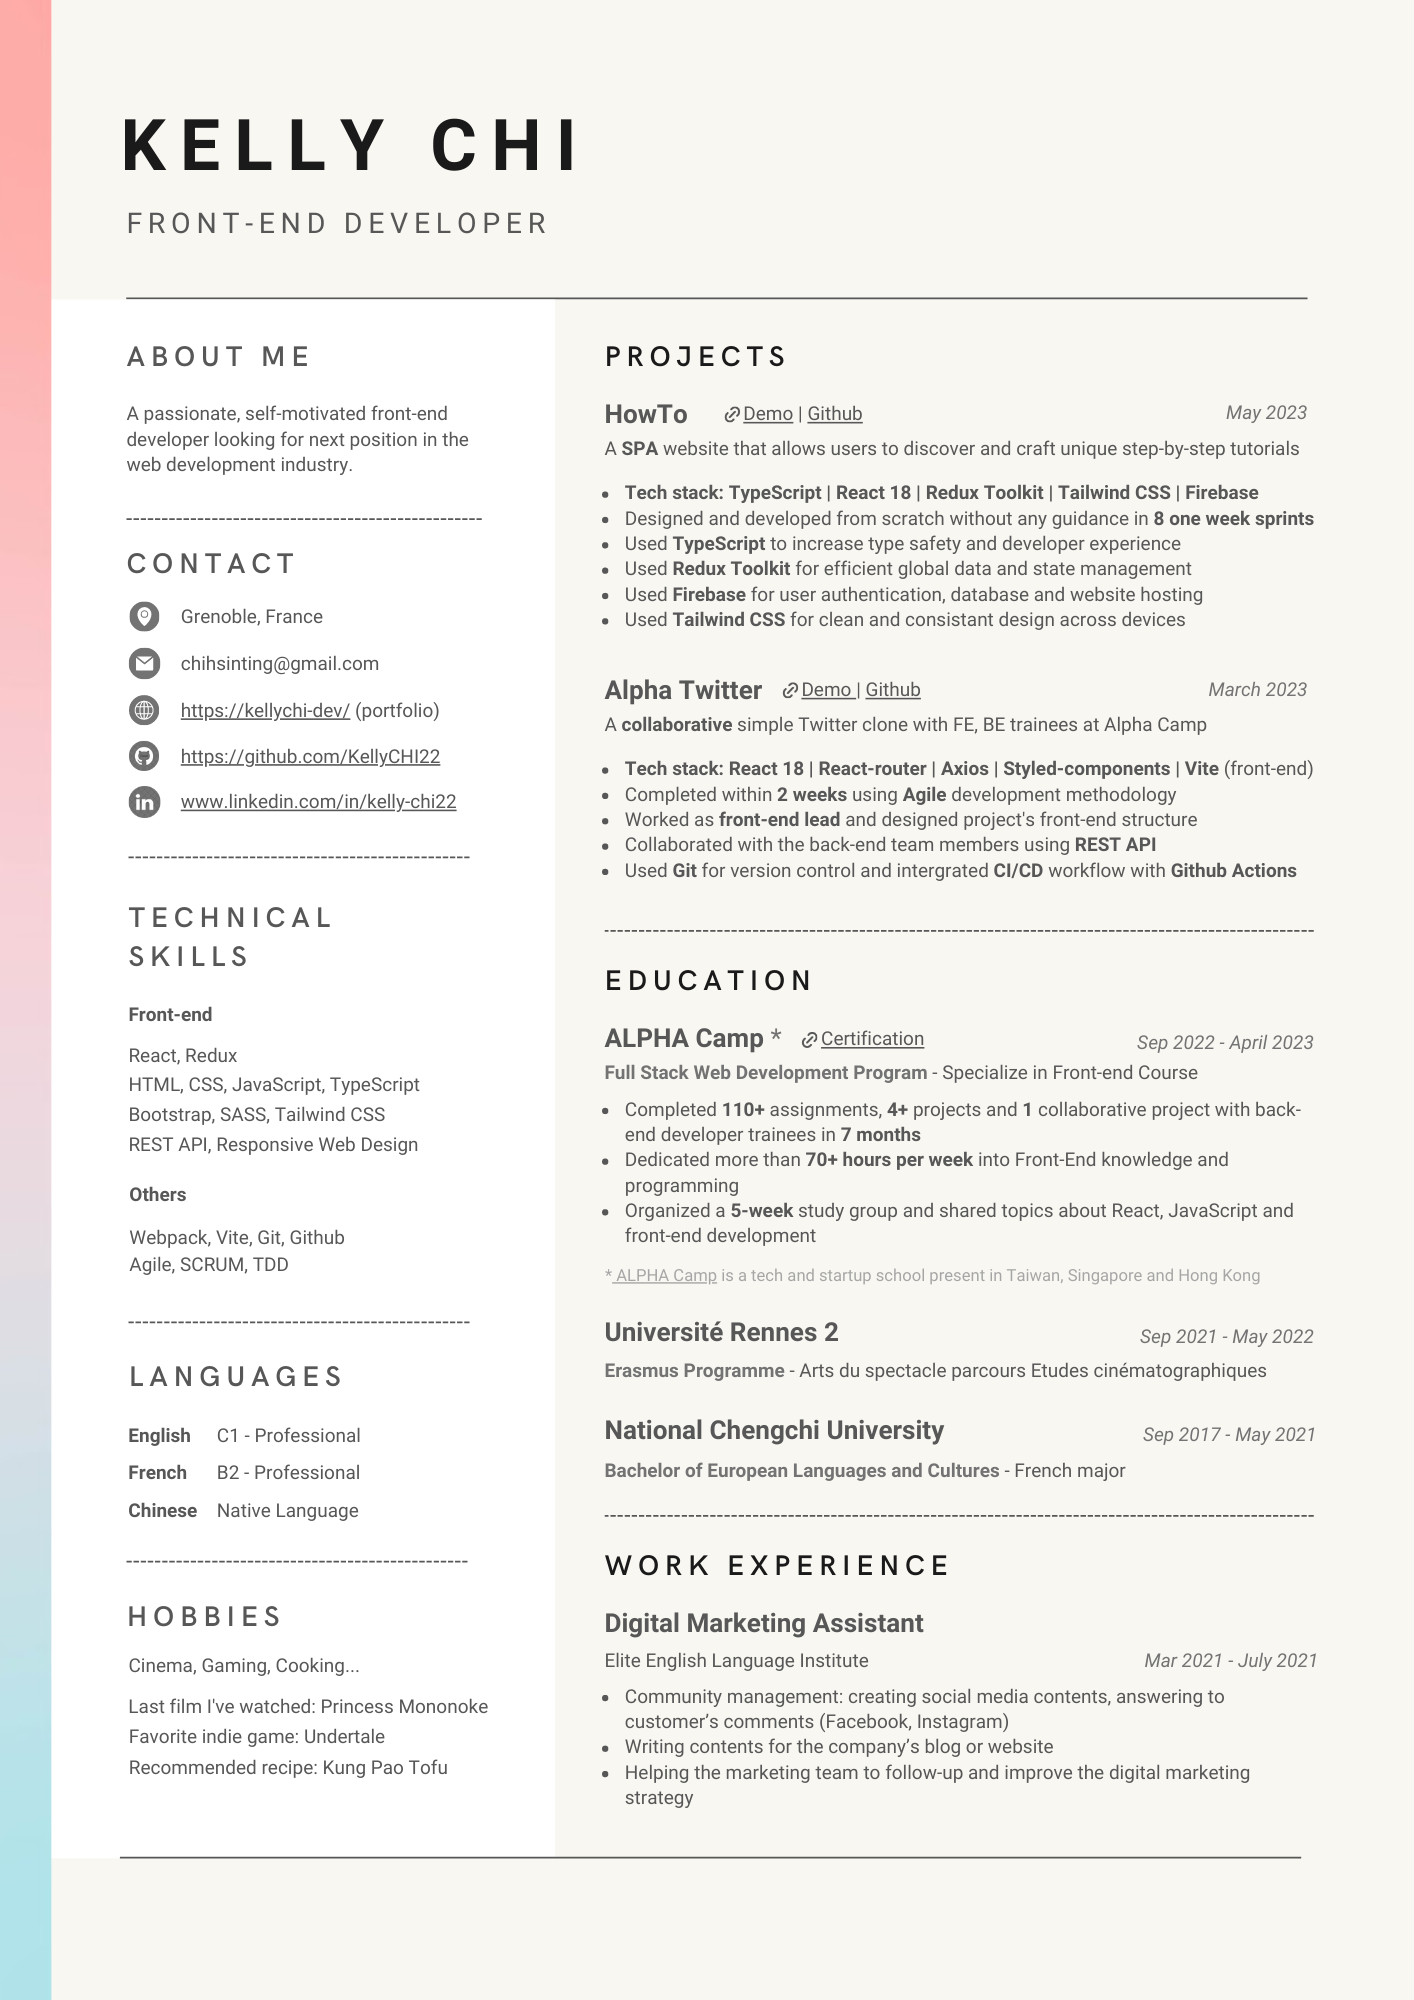 KELLY CHI
FRONT-END DEVELOPER
ABOUT ME
A passionate, self-motivated front-end
developer looking for next position in the
web development industry.
------------------------------------------------
CONTACT
Grenoble, France
chihsinting@gmail.com
https://kellychi-dev/ (portfolio)
https://github.com/KellyCHI22
www.linkedin.com/in/kelly-chi22
------------------------------------------------
TECHNICAL
SKILLS
Front-end
React, Redux
HTML, CSS, JavaScript, TypeScript
Bootstrap, SASS, Tailwind CSS
REST API, Responsive Web Design
Others
Webpack, Vite, Git, Github
Agile, SCRUM, TDD
------------------------------------------------
LANGUAGES
English C1 - Professional
French B2 - Professional
Chinese Native Language
------------------------------------------------
HOBBIES
Cinema, Gaming, Cooking...
Last film I've watched: Princess Mononoke
Favorite indie game: Undertale
Recommended recipe: Kung Pao Tofu
PROJECTS
HowTo Demo | Github May 2023
A SPA website that allows users to discover and craft unique step-by-step tutorials
• Tech stack: TypeScript | React 18 | Redux Toolkit | Tailwind CSS | Firebase
• Designed and developed from scratch without any guidance in 8 one week sprints
• Used TypeScript to increase type safety and developer experience
• Used Redux Toolkit for efficient global data and state management
• Used Firebase for user authentication, database and website hosting
• Used Tailwind CSS for clean and consistant design across devices
Alpha Twitter Demo | Github March 2023
A collaborative simple Twitter clone with FE, BE trainees at Alpha Camp
• Tech stack: React 18 | React-router | Axios | Styled-components | Vite (front-end)
• Completed within 2 weeks using Agile development methodology
• Worked as front-end lead and designed project's front-end structure
• Collaborated with the back-end team members using REST API
• Used Git for version control and intergrated CI/CD workflow with Github Actions
------------------------------------------------
EDUCATION
ALPHA Camp * Certification Sep 2022 - April 2023
Full Stack Web Development Program - Specialize in Front-end Course
• Completed 110+ assignments, 4+ projects and 1 collaborative project with back-
end developer trainees in 7 months
• Dedicated more than 70+ hours per week into Front-End knowledge and
programming
• Organized a 5-week study group and shared topics about React, JavaScript and
front-end development
* ALPHA Camp is a tech and startup school present in Taiwan, Singapore and Hong Kong
Université Rennes 2 Sep 2021 - May 2022
Erasmus Programme - Arts du spectacle parcours Etudes cinématographiques
National Chengchi University Sep 2017 - May 2021
Bachelor of European Languages and Cultures - French major
------------------------------------------------
WORK EXPERIENCE
Digital Marketing Assistant
Elite English Language Institute Mar 2021 - July 2021
• Community management: creating social media contents, answering to
customer’s comments (Facebook, Instagram)
• Writing contents for the company’s blog or website
• Helping the marketing team to follow-up and improve the digital marketing
strategy